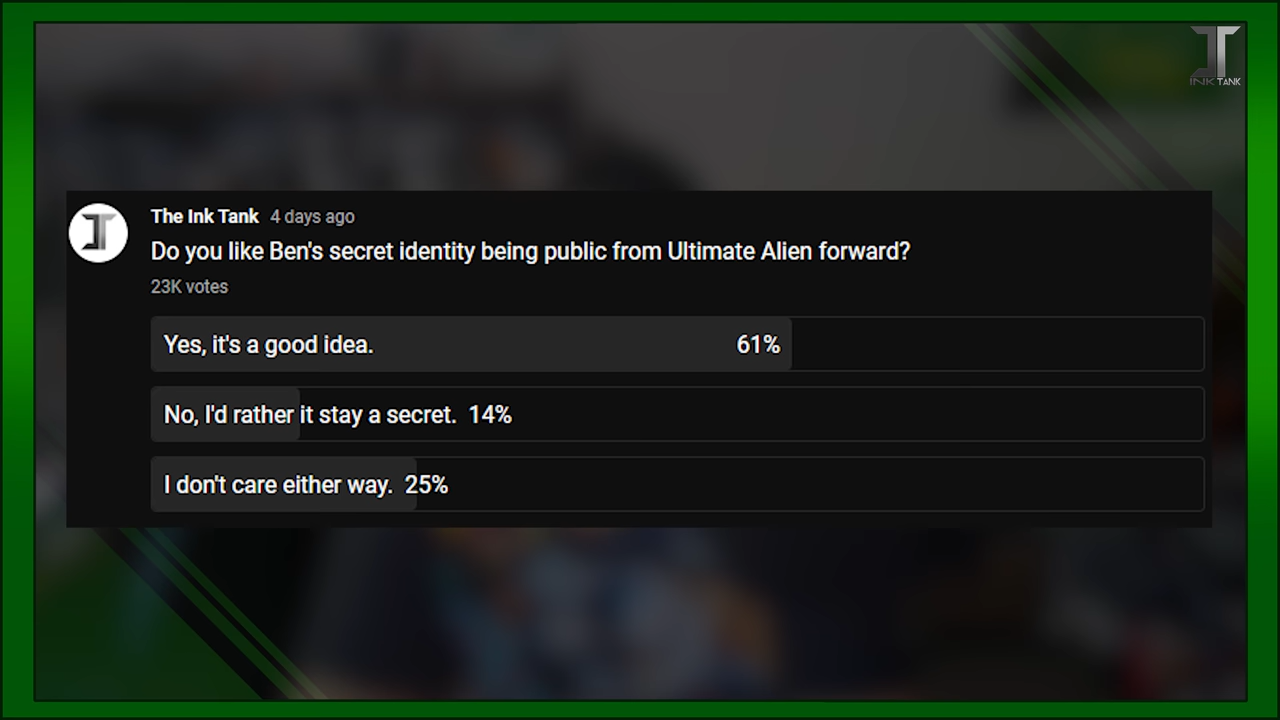 INK TANK
The Ink Tank 4 days ago
Do you like Ben's secret identity being public from Ultimate Alien forward?
23K votes
Yes, it's a good idea. 61%
No, I'd rather it stay a secret. 14%
I don't care either way. 25%